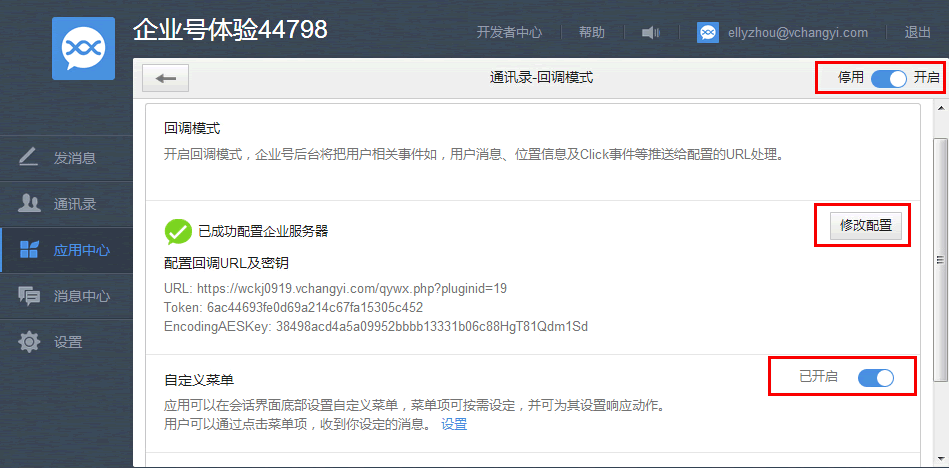 企业号体验44798
开发者中心
帮助
ellyzhou@vchangyi.com
退出
通讯录-回调模式
停用
开启
发消息
通讯录
应用中心
消息中心
设置
回调模式
开启回调模式，企业号后台将把用户相关事件如，用户消息、位置信息及Click事件等推送给配置的URL处理。
已成功配置企业服务器
修改配置
配置回调URL及密钥
URL: https://wckj0919.vchangyi.com/qywx.php?pluginid=19
Token: 6ac44693fe0d69a214c67fa15305c452
EncodingAESKey: 38498acd4a5a09952bbbb13331b06c88HgT81Qdm1Sd
自定义菜单
已开启
应用可以在会话界面底部设置自定义菜单，菜单项可按需设定，并可为其设置响应动作。
用户可以通过点击菜单项，收到你设定的消息。 设置